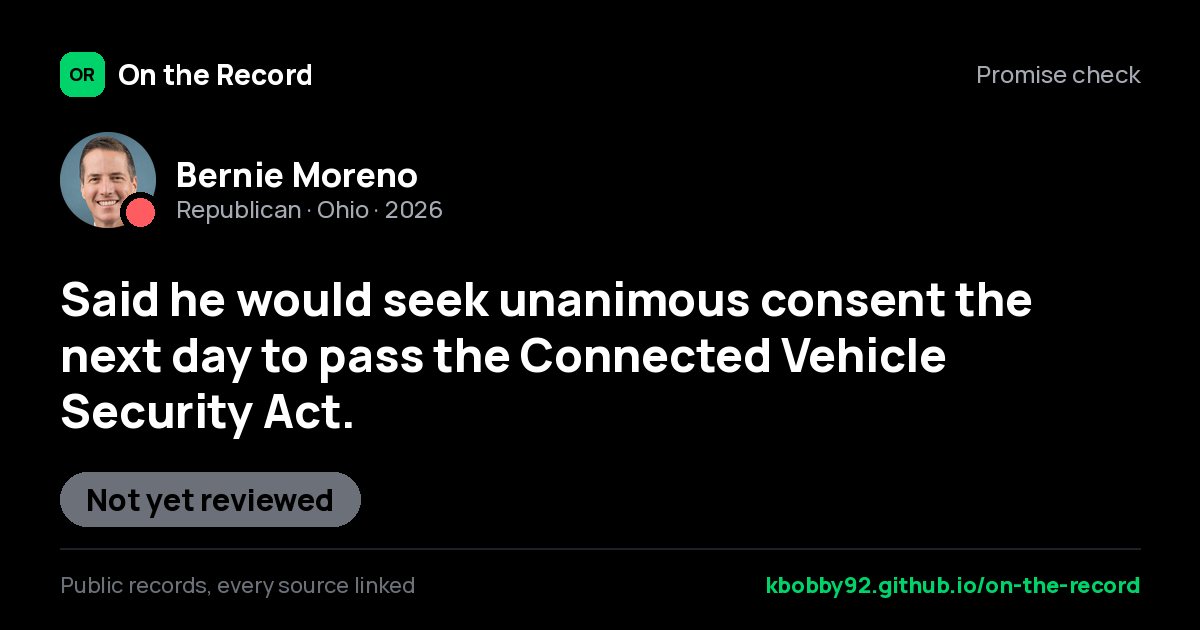 OR On the Record
Promise check
Bernie Moreno
Republican · Ohio · 2026
Said he would seek unanimous consent the
next day to pass the Connected Vehicle
Security Act.
Not yet reviewed
Public records, every source linked
kbobby92.github.io/on-the-record